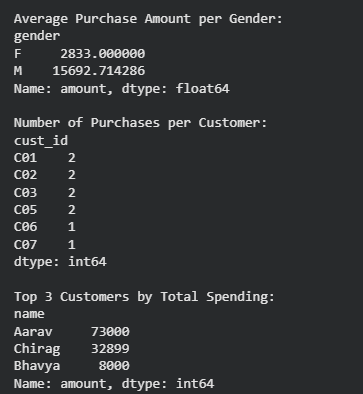 Average Purchase Amount per Gender:
gender
F     2833.000000
M    15692.714286
Name: amount, dtype: float64

Number of Purchases per Customer:
cust_id
C01    2
C02    2
C03    2
C05    2
C06    1
C07    1
dtype: int64

Top 3 Customers by Total Spending:
name
Aarav     73000
Chirag    32899
Bhavya     8000
Name: amount, dtype: int64